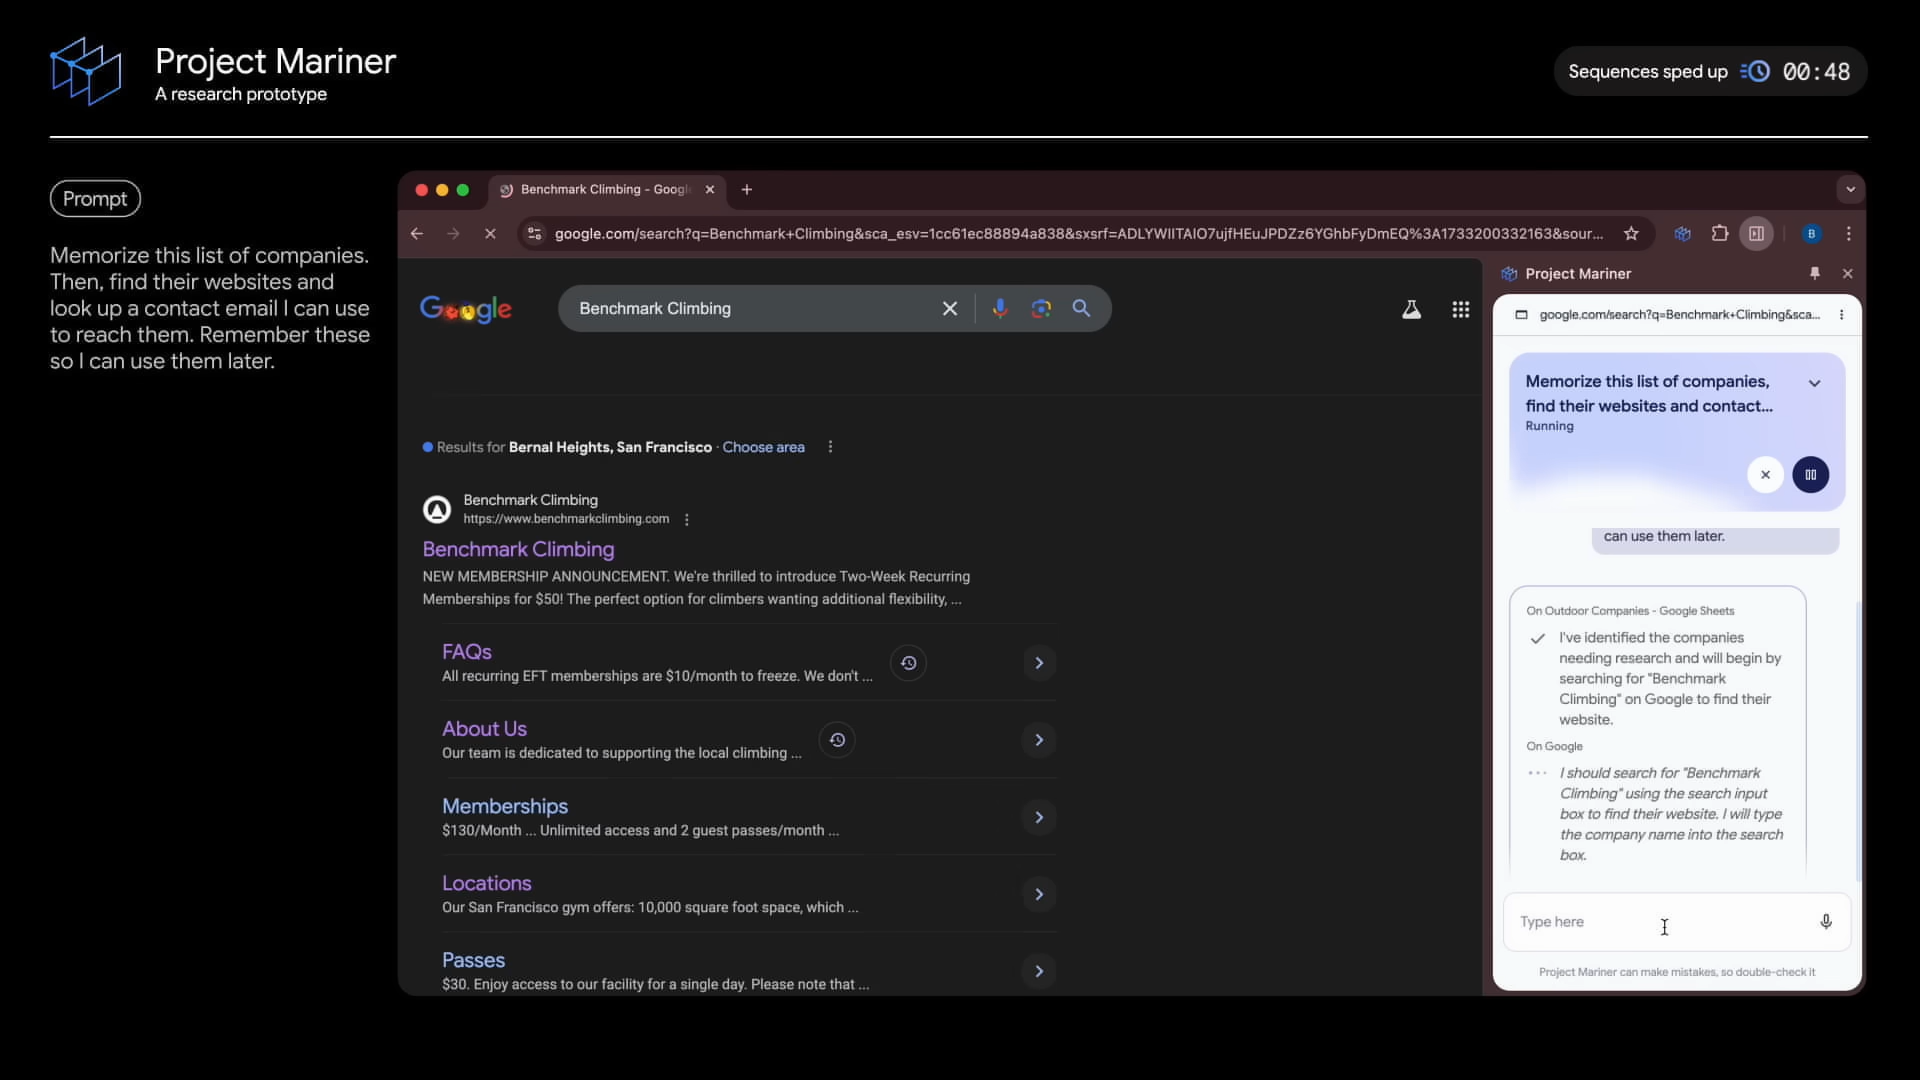 Project Mariner
A research prototype
Sequences sped up 00:48
Prompt
Memorize this list of companies.
Then, find their websites and
look up a contact email I can use
to reach them. Remember these
so I can use them later.
Benchmark Climbing - Googl
google.com/search?q=Benchmark+Climbing&sca_esv=1cc61ec88894a838&sxsrf=ADLYWIITAIO7ujfHEuJPDZz6YGhbFyDmEQ%3A1733200332163&sour...
B
Google
Benchmark Climbing
Results for Bernal Heights, San Francisco · Choose area
Benchmark Climbing
https://www.benchmarkclimbing.com
Benchmark Climbing
NEW MEMBERSHIP ANNOUNCEMENT. We're thrilled to introduce Two-Week Recurring
Memberships for $50! The perfect option for climbers wanting additional flexibility, ...
FAQs
All recurring EFT memberships are $10/month to freeze. We don't ...
About Us
Our team is dedicated to supporting the local climbing ...
Memberships
$130/Month ... Unlimited access and 2 guest passes/month ...
Locations
Our San Francisco gym offers: 10,000 square foot space, which ...
Passes
$30. Enjoy access to our facility for a single day. Please note that ...
Project Mariner
google.com/search?q=Benchmark+Climbing&sca...
Memorize this list of companies,
find their websites and contact...
Running
can use them later.
On Outdoor Companies - Google Sheets
I've identified the companies
needing research and will begin by
searching for "Benchmark
Climbing" on Google to find their
website.
On Google
I should search for "Benchmark
Climbing" using the search input
box to find their website. I will type
the company name into the search
box.
Type here
Project Mariner can make mistakes, so double-check it